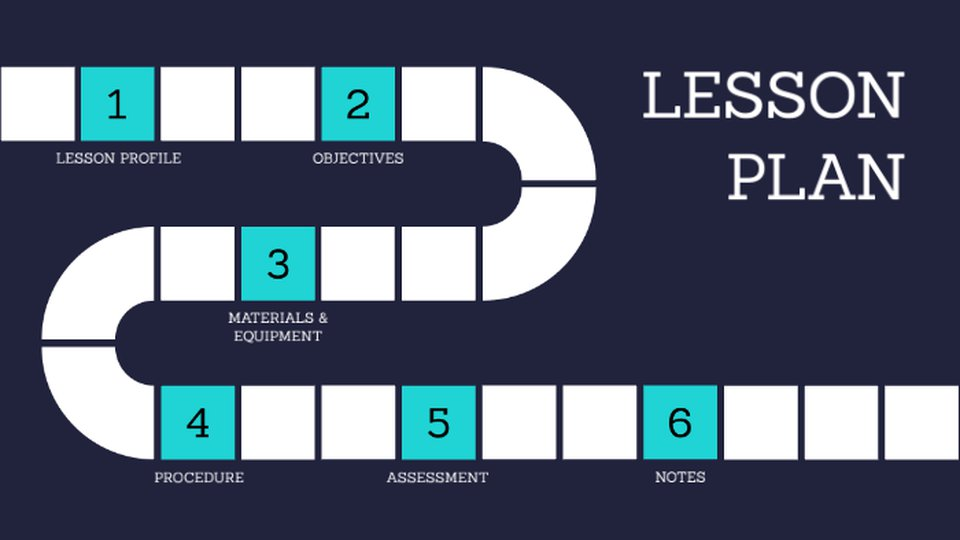 LESSON
PLAN
1
LESSON PROFILE
2
OBJECTIVES
3
MATERIALS &
EQUIPMENT
4
PROCEDURE
5
ASSESSMENT
6
NOTES